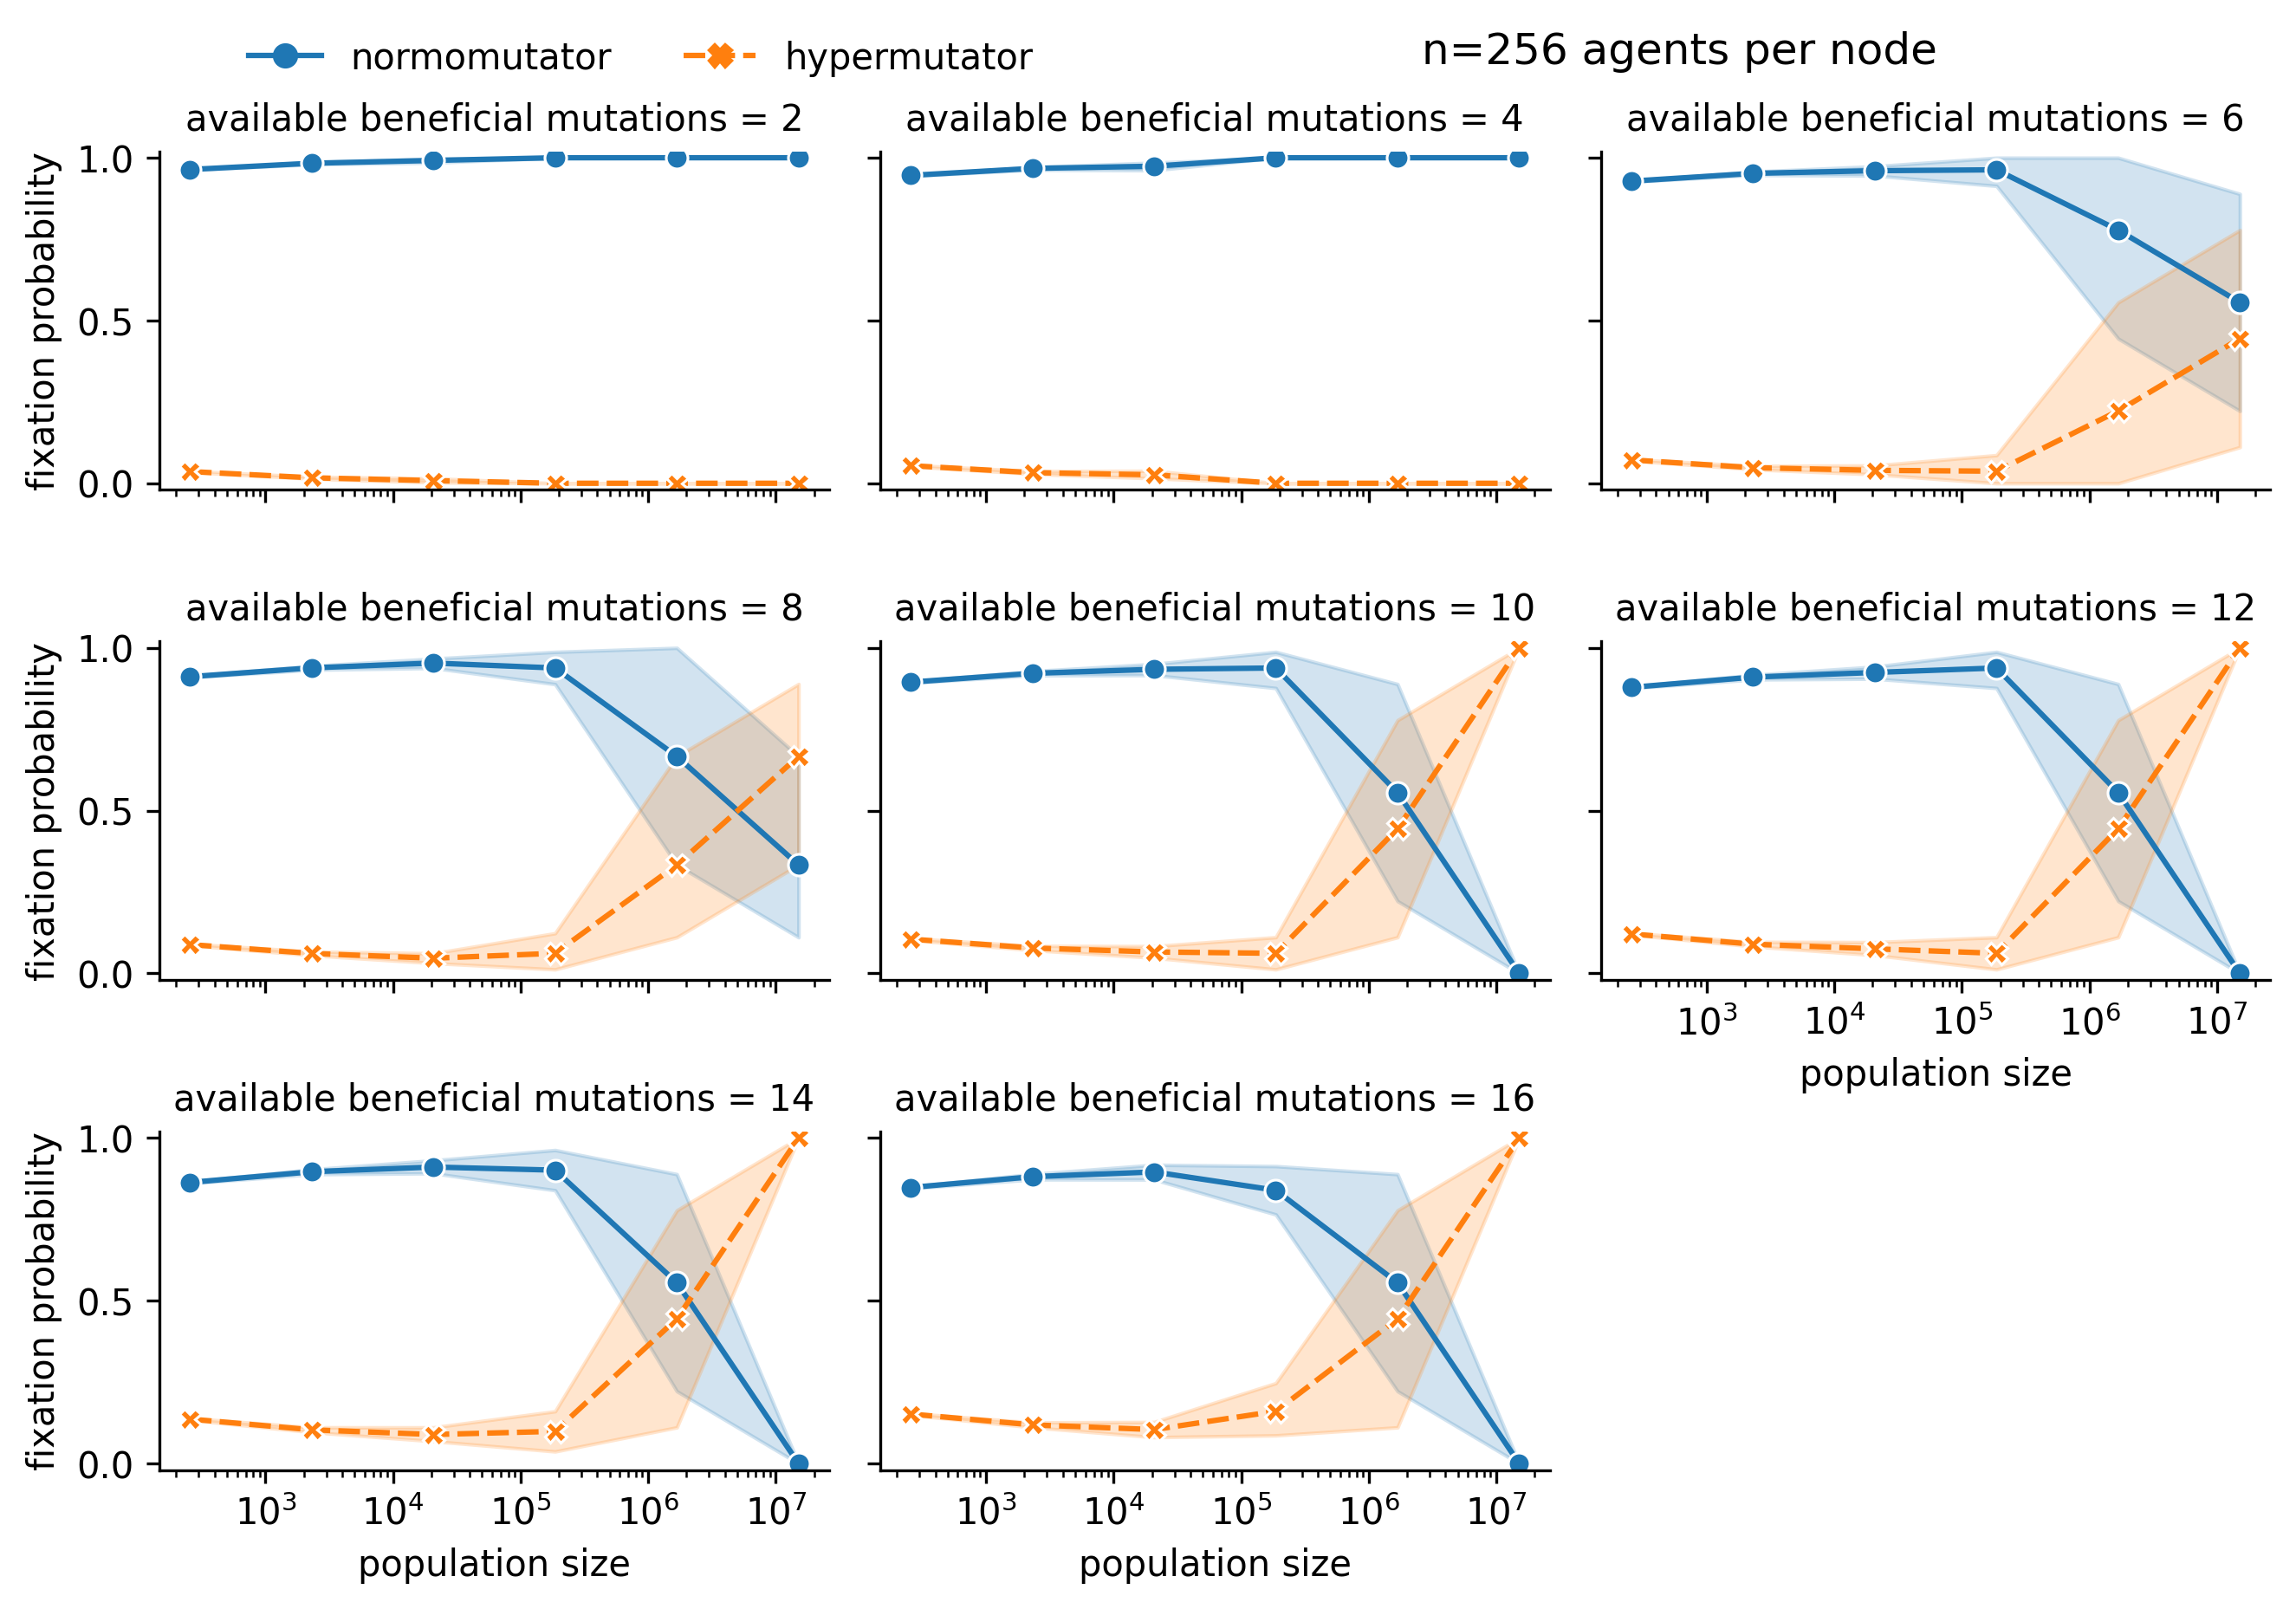 normomutator hypermutator n=256 agents per node
available beneficial mutations = 2 available beneficial mutations = 4 available beneficial mutations = 6
fixation probability
1.0
0.5
0.0
available beneficial mutations = 8 available beneficial mutations = 10 available beneficial mutations = 12
fixation probability
1.0
0.5
0.0
10³ 10⁴ 10⁵ 10⁶ 10⁷
population size
available beneficial mutations = 14 available beneficial mutations = 16
fixation probability
1.0
0.5
0.0
10³ 10⁴ 10⁵ 10⁶ 10⁷ 10³ 10⁴ 10⁵ 10⁶ 10⁷
population size population size